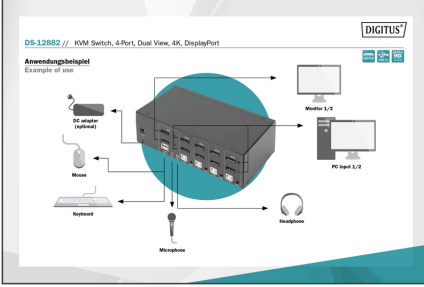 DIGITUS®
DS-12882 // KVM Switch, 4-Port, Dual View, 4K, DisplayPort
Anwendungsbeispiel
Example of use
DC adapter
(optional)
Monitor 1/2
PC Input 1/2
Mouse
Keyboard
Headphone
Microphone